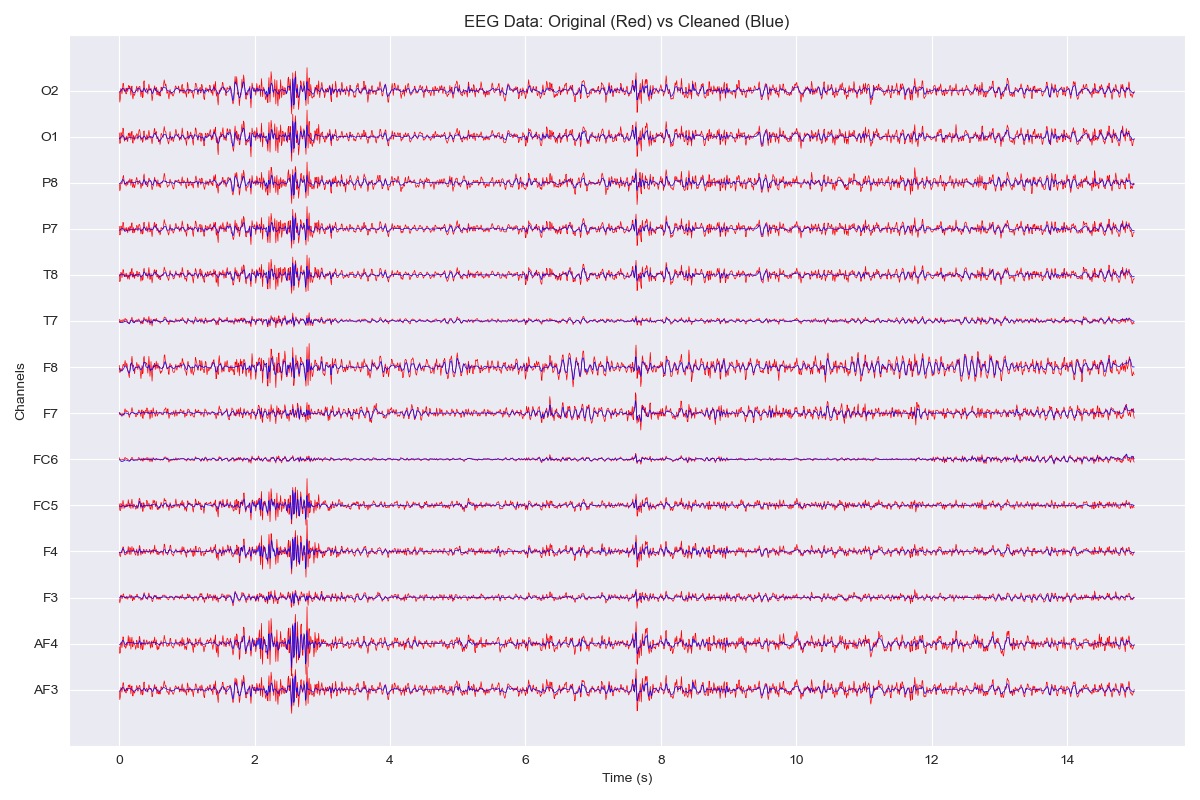 EEG Data: Original (Red) vs Cleaned (Blue)
O2
O1
P8
P7
T8
T7
F8
F7
FC6
FC5
F4
F3
AF4
AF3
Channels
0 2 4 6 8 10 12 14
Time (s)